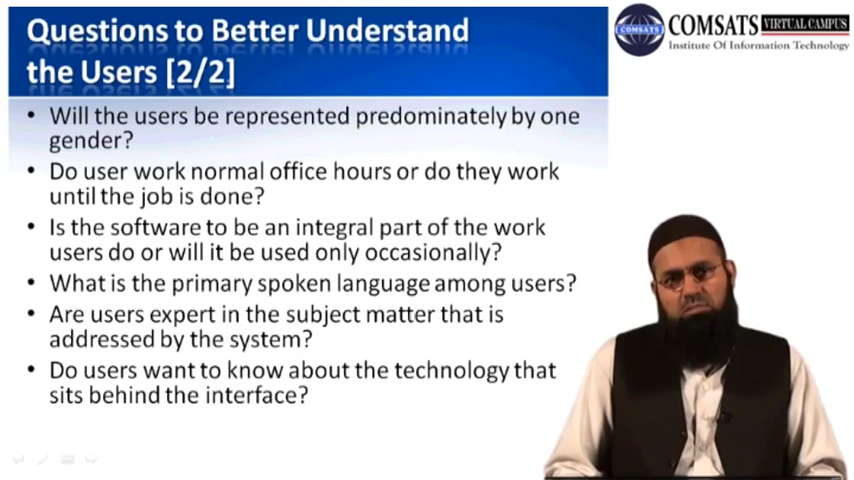 Questions to Better Understand
the Users [2/2]
COMSATS VIRTUAL CAMPUS
Institute Of Information Technology
COMSATS
• Will the users be represented predominately by one
gender?
• Do user work normal office hours or do they work
until the job is done?
• Is the software to be an integral part of the work
users do or will it be used only occasionally?
• What is the primary spoken language among users?
• Are users expert in the subject matter that is
addressed by the system?
• Do users want to know about the technology that
sits behind the interface?